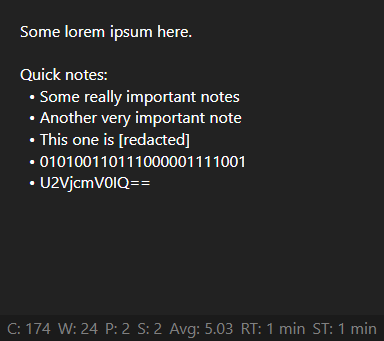 Some lorem ipsum here.
Quick notes:
• Some really important notes
• Another very important note
• This one is [redacted]
• 010100110111000001111001
• U2VjcmV0IQ==
C: 174 W: 24 P: 2 S: 2 Avg: 5.03 RT: 1 min ST: 1 min